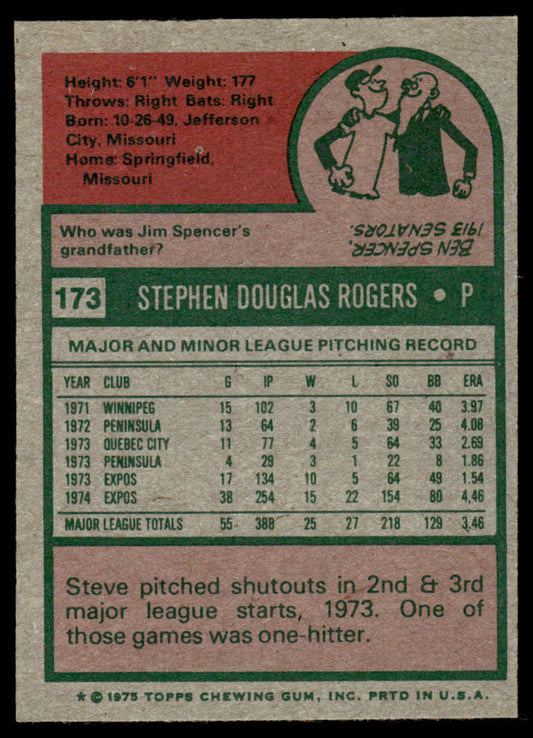 Height: 6'1" Weight: 177
Throws: Right Bats: Right
Born: 10-26-49, Jefferson
City, Missouri
Home: Springfield,
Missouri
Who was Jim Spencer's
grandfather?
BEN SPENCER,
1913 SENATORS.
173 STEPHEN DOUGLAS ROGERS • P
MAJOR AND MINOR LEAGUE PITCHING RECORD
YEAR CLUB G IP W L SO BB ERA
1971 WINNIPEG 15 102 3 10 67 40 3.97
1972 PENINSULA 13 64 2 6 39 25 4.08
1973 QUEBEC CITY 11 77 4 5 64 33 2.69
1973 PENINSULA 4 29 3 1 22 8 1.86
1973 EXPOS 17 134 10 5 64 49 1.54
1974 EXPOS 38 254 15 22 154 80 4.46
MAJOR LEAGUE TOTALS 55 388 25 27 218 129 3.46
Steve pitched shutouts in 2nd & 3rd
major league starts, 1973. One of
those games was one-hitter.
* © 1975 TOPPS CHEWING GUM, INC. PRTD IN U.S.A.